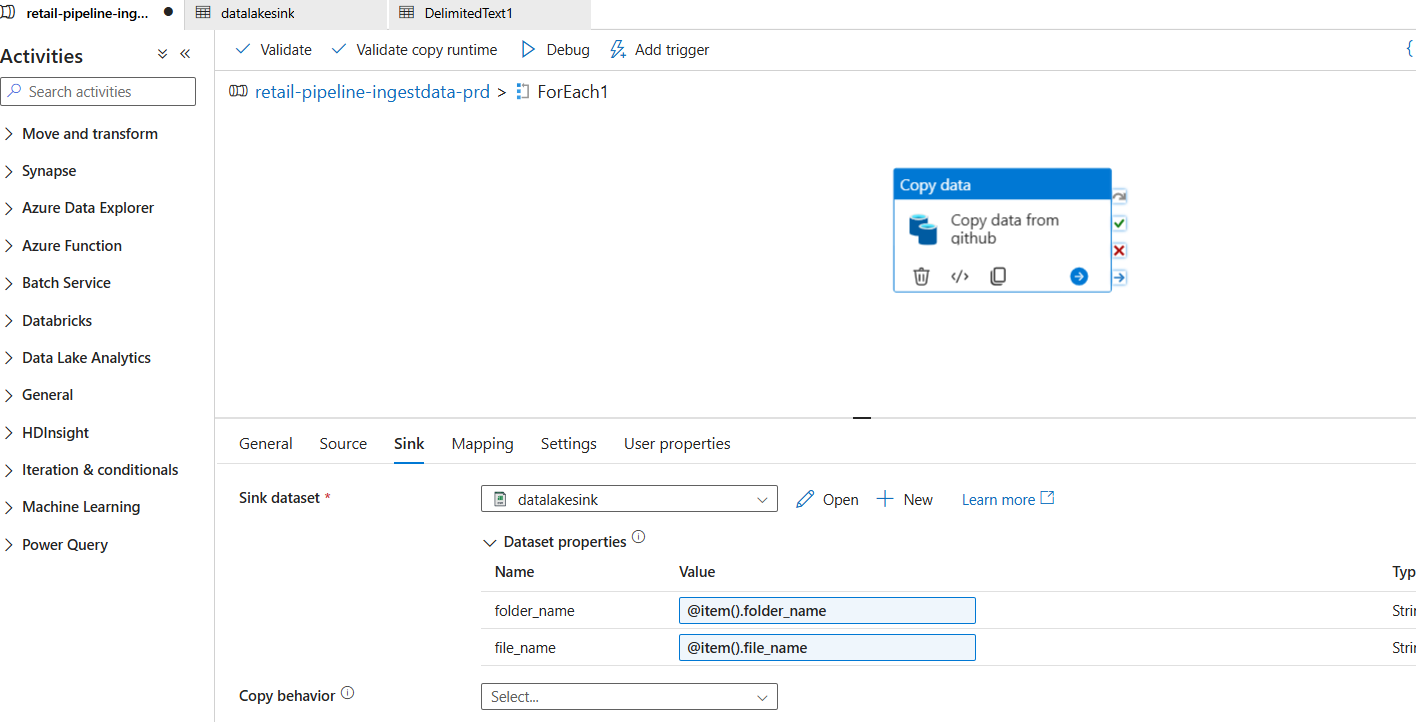 retail-pipeline-ing...
datalakesink
DelimitedText1
Activities
Search activities
Move and transform
Synapse
Azure Data Explorer
Azure Function
Batch Service
Databricks
Data Lake Analytics
General
HDInsight
Iteration & conditionals
Machine Learning
Power Query
Validate
Validate copy runtime
Debug
Add trigger
{
retail-pipeline-ingestdata-prd > ForEach1
Copy data
Copy data from
github
General Source Sink Mapping Settings User properties
Sink dataset *
datalakesink
Open
New
Learn more
Dataset properties
Name Value Typ
folder_name @item().folder_name Strin
file_name @item().file_name Strin
Copy behavior
Select...